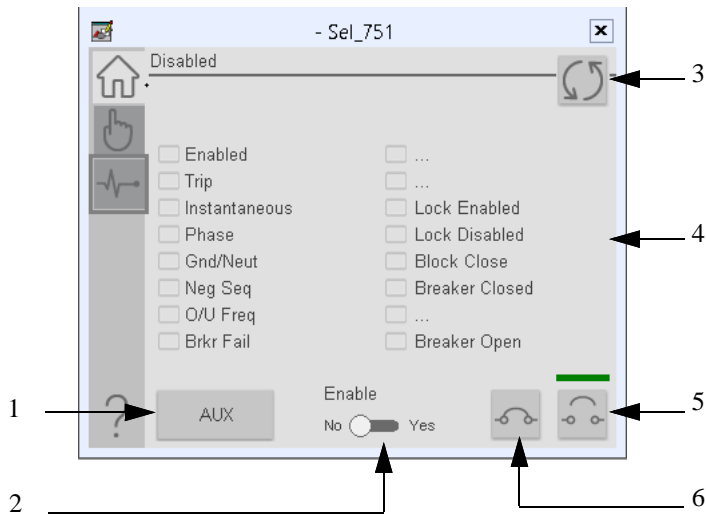 - Sel_751
Disabled
3
Enabled
...
Trip
...
Instantaneous
Lock Enabled
Phase
Lock Disabled
4
Gnd/Neut
Block Close
Neg Seq
Breaker Closed
O/U Freq
...
Brkr Fail
Breaker Open
1
?
AUX
Enable
No
Yes
5
2
6